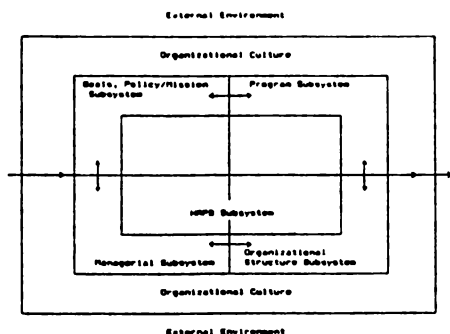 External Environment
Organizational Culture
Goals, Policy/Mission Subsystem
Program Subsystem
HRPD Subsystem
Managerial Subsystem
Organizational Structure Subsystem
Organizational Culture
External Environment